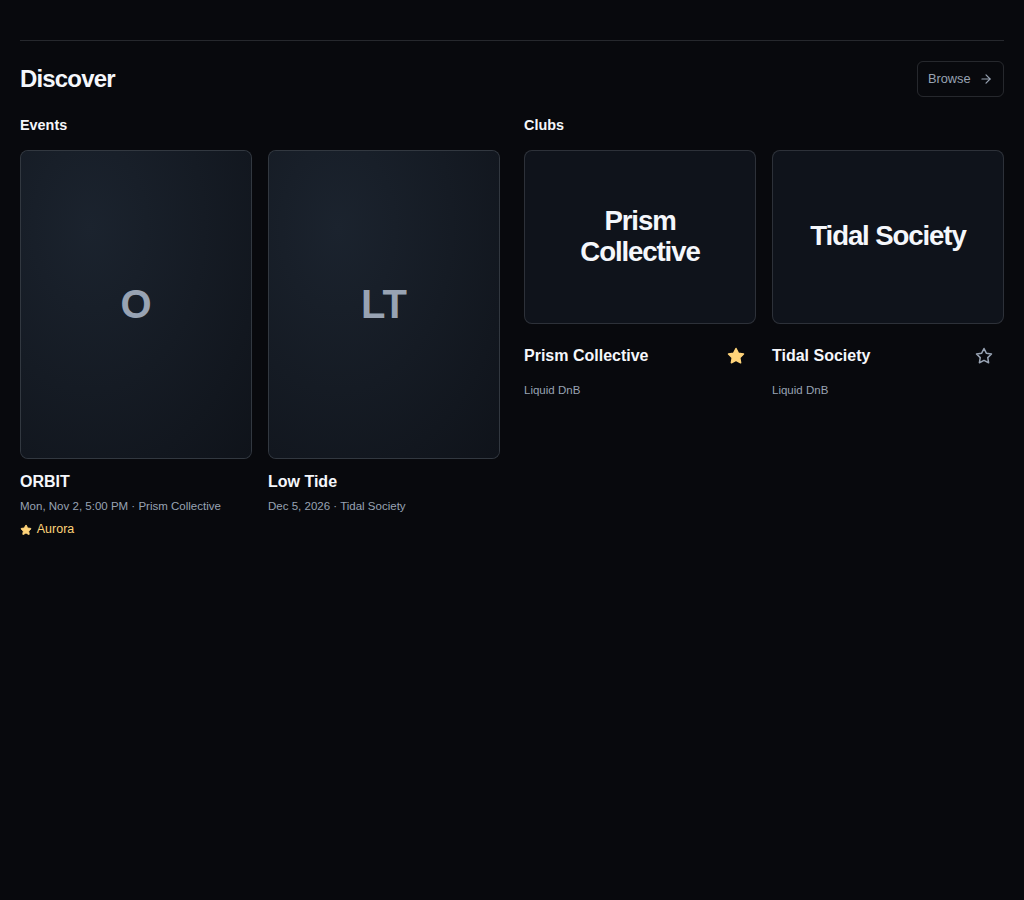 Discover
Browse
Events
Clubs
O
LT
Prism
Collective
Tidal Society
Prism Collective
Tidal Society
Liquid DnB
Liquid DnB
ORBIT
Low Tide
Mon, Nov 2, 5:00 PM · Prism Collective
Dec 5, 2026 · Tidal Society
Aurora